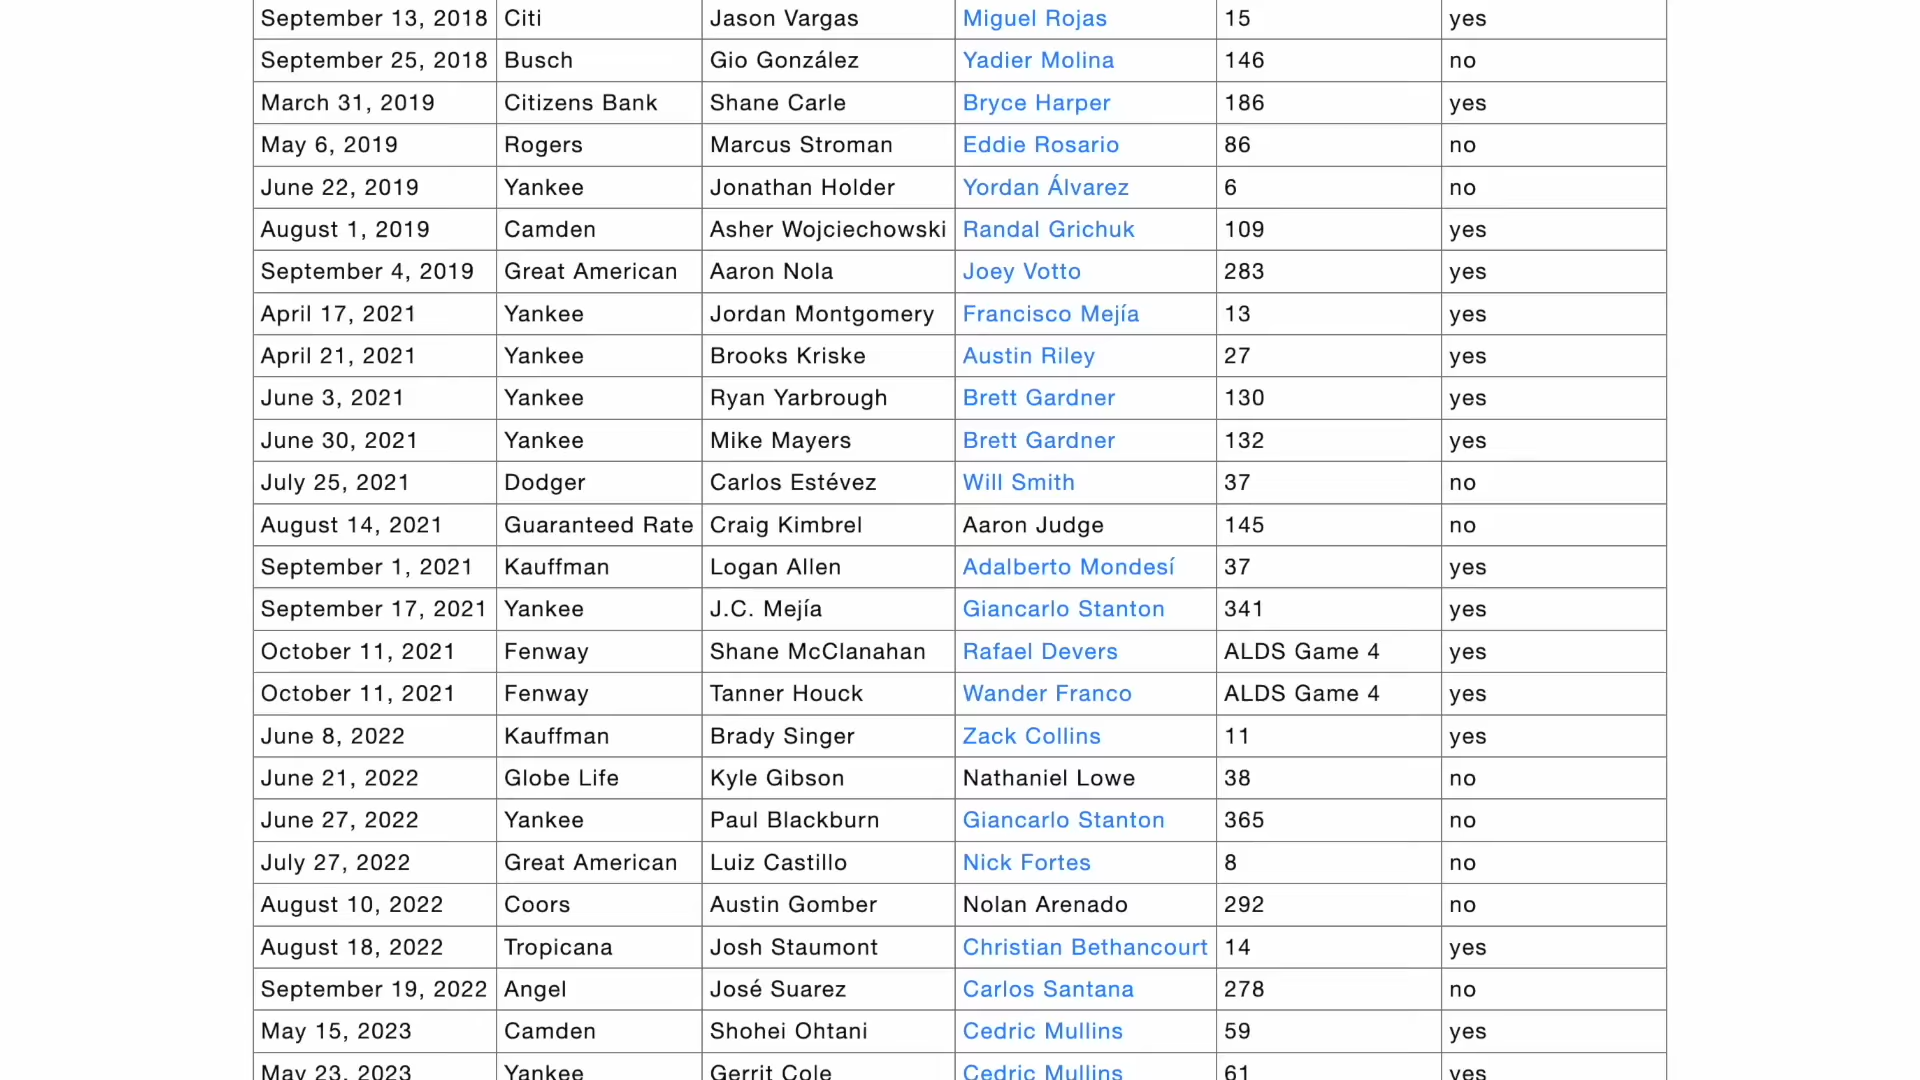 September 13, 2018 Citi Jason Vargas Miguel Rojas 15 yes
September 25, 2018 Busch Gio González Yadier Molina 146 no
March 31, 2019 Citizens Bank Shane Carle Bryce Harper 186 yes
May 6, 2019 Rogers Marcus Stroman Eddie Rosario 86 no
June 22, 2019 Yankee Jonathan Holder Yordan Álvarez 6 no
August 1, 2019 Camden Asher Wojciechowski Randal Grichuk 109 yes
September 4, 2019 Great American Aaron Nola Joey Votto 283 yes
April 17, 2021 Yankee Jordan Montgomery Francisco Mejía 13 yes
April 21, 2021 Yankee Brooks Kriske Austin Riley 27 yes
June 3, 2021 Yankee Ryan Yarbrough Brett Gardner 130 yes
June 30, 2021 Yankee Mike Mayers Brett Gardner 132 yes
July 25, 2021 Dodger Carlos Estévez Will Smith 37 no
August 14, 2021 Guaranteed Rate Craig Kimbrel Aaron Judge 145 no
September 1, 2021 Kauffman Logan Allen Adalberto Mondesí 37 yes
September 17, 2021 Yankee J.C. Mejía Giancarlo Stanton 341 yes
October 11, 2021 Fenway Shane McClanahan Rafael Devers ALDS Game 4 yes
October 11, 2021 Fenway Tanner Houck Wander Franco ALDS Game 4 yes
June 8, 2022 Kauffman Brady Singer Zack Collins 11 yes
June 21, 2022 Globe Life Kyle Gibson Nathaniel Lowe 38 no
June 27, 2022 Yankee Paul Blackburn Giancarlo Stanton 365 no
July 27, 2022 Great American Luiz Castillo Nick Fortes 8 no
August 10, 2022 Coors Austin Gomber Nolan Arenado 292 no
August 18, 2022 Tropicana Josh Staumont Christian Bethancourt 14 yes
September 19, 2022 Angel José Suarez Carlos Santana 278 no
May 15, 2023 Camden Shohei Ohtani Cedric Mullins 59 yes
May 23, 2023 Yankee Gerrit Cole Cedric Mullins 61 yes